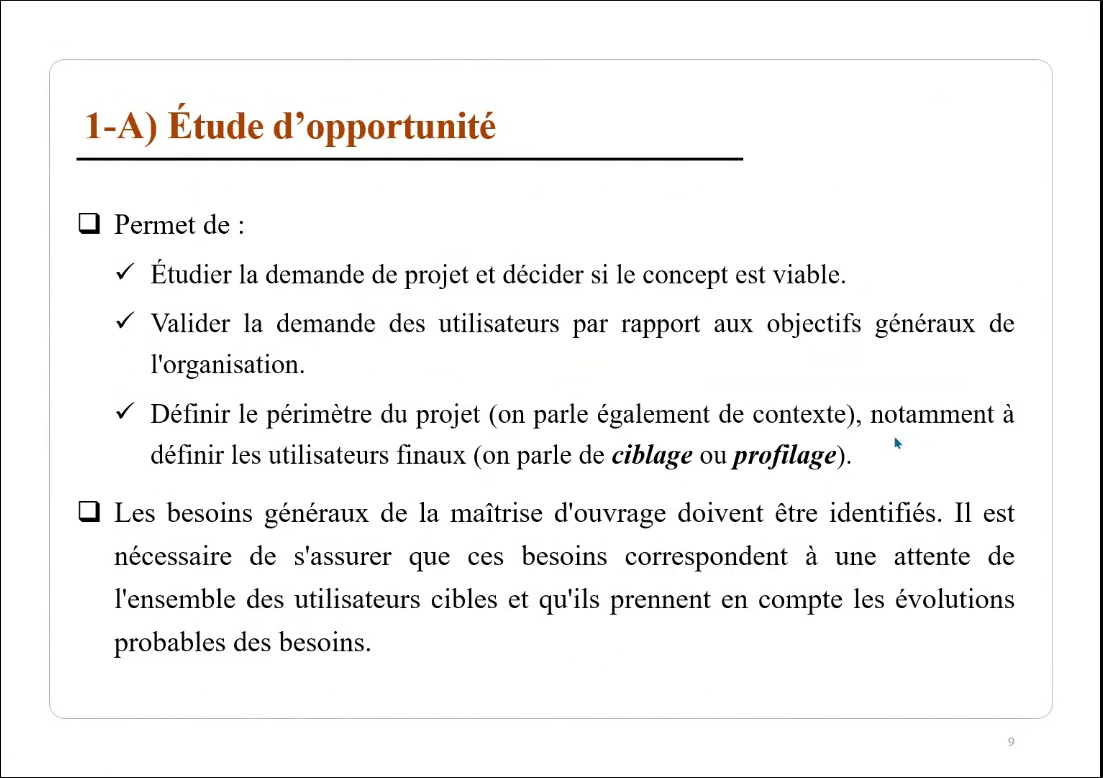 1-A) Étude d’opportunité
❑ Permet de :
✓ Étudier la demande de projet et décider si le concept est viable.
✓ Valider la demande des utilisateurs par rapport aux objectifs généraux de
l'organisation.
✓ Définir le périmètre du projet (on parle également de contexte), notamment à
définir les utilisateurs finaux (on parle de ciblage ou profilage).
❑ Les besoins généraux de la maîtrise d'ouvrage doivent être identifiés. Il est
nécessaire de s'assurer que ces besoins correspondent à une attente de
l'ensemble des utilisateurs cibles et qu'ils prennent en compte les évolutions
probables des besoins.
9